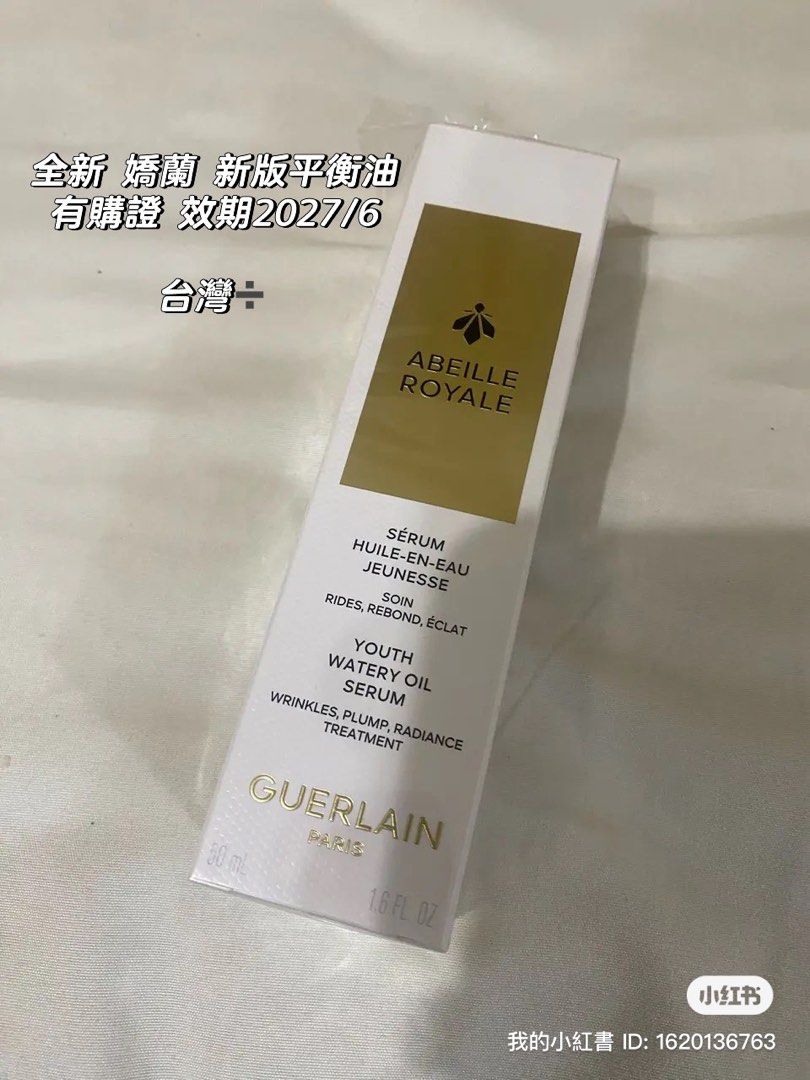 全新 嬌蘭 新版平衡油
有購證 效期2027/6
台灣➗
ABEILLE
ROYALE
SÉRUM
HUILE-EN-EAU
JEUNESSE
SOIN
RIDES, REBOND, ÉCLAT
YOUTH
WATERY OIL
SERUM
WRINKLES, PLUMP, RADIANCE
TREATMENT
GUERLAIN
PARIS
50 mL
1.6 FL. OZ
小红书
我的小紅書 ID: 1620136763